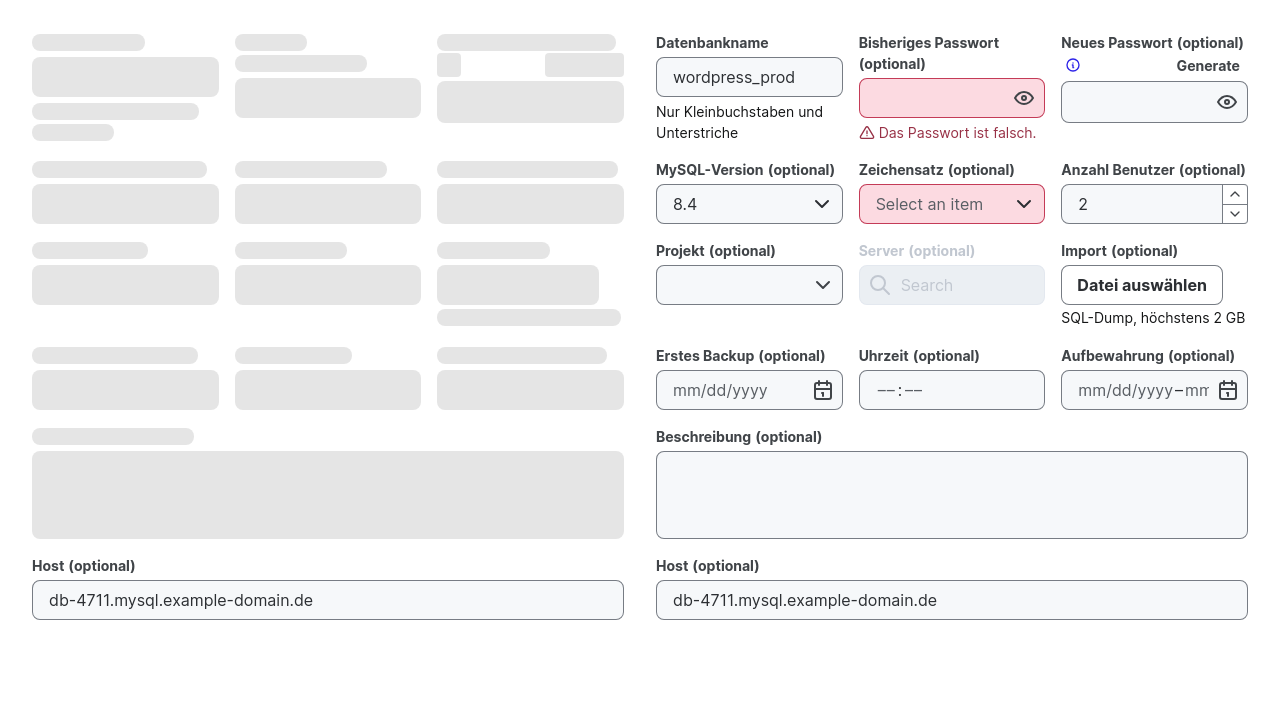 Datenbankname
wordpress_prod
Nur Kleinbuchstaben und
Unterstriche
Bisheriges Passwort
(optional)
Das Passwort ist falsch.
Neues Passwort (optional)
Generate
MySQL-Version (optional)
8.4
Zeichensatz (optional)
Select an item
Anzahl Benutzer (optional)
2
Projekt (optional)
Server (optional)
Search
Import (optional)
Datei auswählen
SQL-Dump, höchstens 2 GB
Erstes Backup (optional)
mm/dd/yyyy
Uhrzeit (optional)
––:––
Aufbewahrung (optional)
mm/dd/yyyy–mm
Beschreibung (optional)
Host (optional)
db-4711.mysql.example-domain.de
Host (optional)
db-4711.mysql.example-domain.de